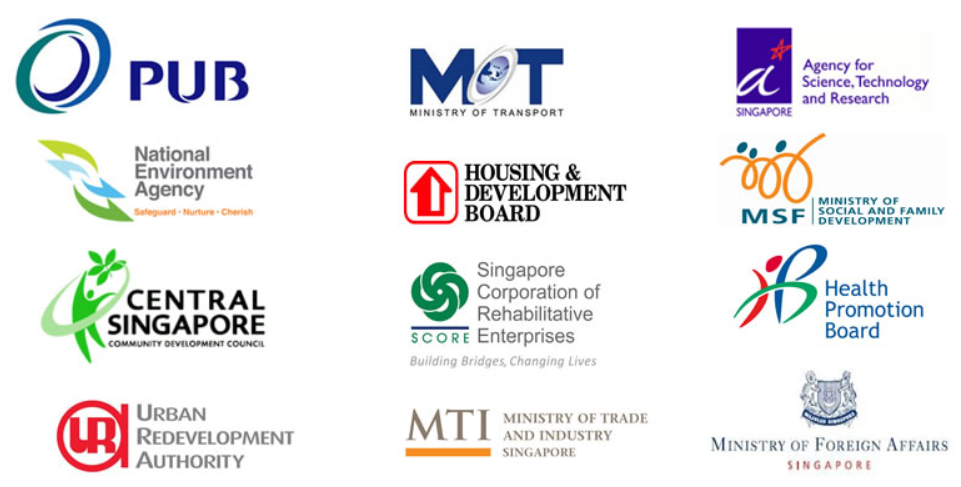 PUB
MOT
MINISTRY OF TRANSPORT
a
SINGAPORE
Agency for
Science, Technology
and Research
National
Environment
Agency
Safeguard · Nurture · Cherish
HOUSING &
DEVELOPMENT
BOARD
MSF
MINISTRY OF
SOCIAL AND FAMILY
DEVELOPMENT
CENTRAL
SINGAPORE
COMMUNITY DEVELOPMENT COUNCIL
SCORE
Singapore
Corporation of
Rehabilitative
Enterprises
Building Bridges, Changing Lives
Health
Promotion
Board
URA
URBAN
REDEVELOPMENT
AUTHORITY
MTI
MINISTRY OF TRADE
AND INDUSTRY
SINGAPORE
MINISTRY OF FOREIGN AFFAIRS
SINGAPORE